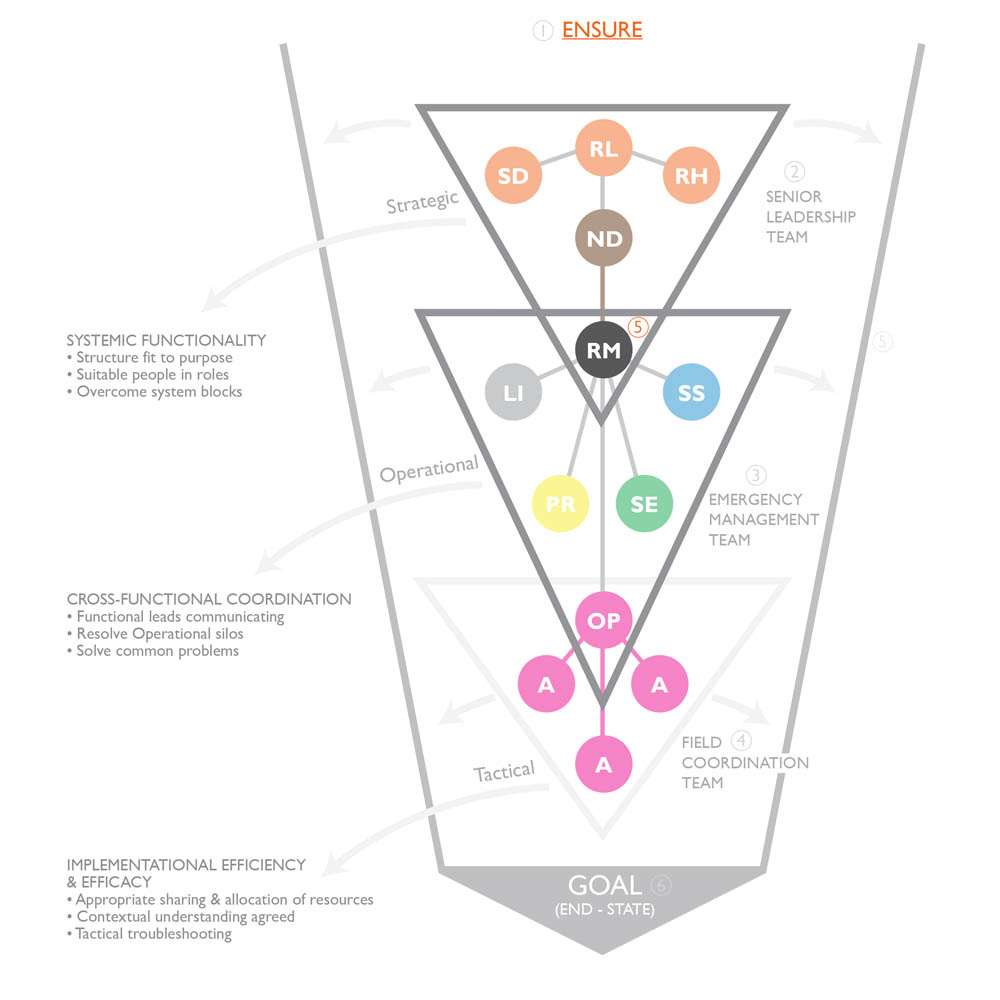 ① ENSURE
RL
SD
RH
②
SENIOR
LEADERSHIP
TEAM
Strategic
ND
⑤
RM
⑤
SYSTEMIC FUNCTIONALITY
• Structure fit to purpose
• Suitable people in roles
• Overcome system blocks
LI
SS
Operational
③
EMERGENCY
MANAGEMENT
TEAM
PR
SE
CROSS-FUNCTIONAL COORDINATION
• Functional leads communicating
• Resolve Operational silos
• Solve common problems
OP
A
A
FIELD ④
COORDINATION
TEAM
A
Tactical
IMPLEMENTATIONAL EFFICIENCY
& EFFICACY
• Appropriate sharing & allocation of resources
• Contextual understanding agreed
• Tactical troubleshooting
GOAL ⑥
(END - STATE)